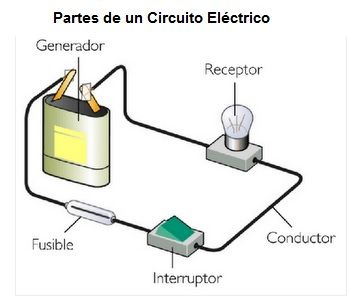 Partes de un Circuito Eléctrico
Generador
Receptor
Fusible
Conductor
Interruptor